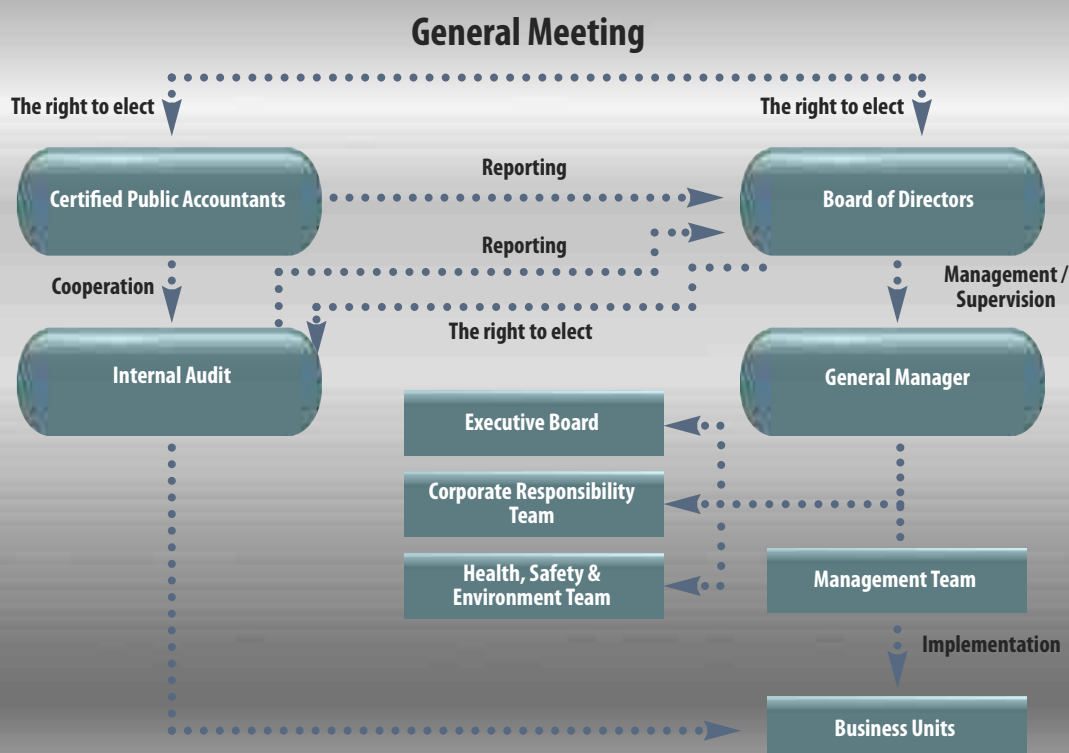 General Meeting
The right to elect
The right to elect
Certified Public Accountants
Reporting
Board of Directors
Reporting
Cooperation
Management /
Supervision
The right to elect
Internal Audit
General Manager
Executive Board
Corporate Responsibility
Team
Health, Safety &
Environment Team
Management Team
Implementation
Business Units